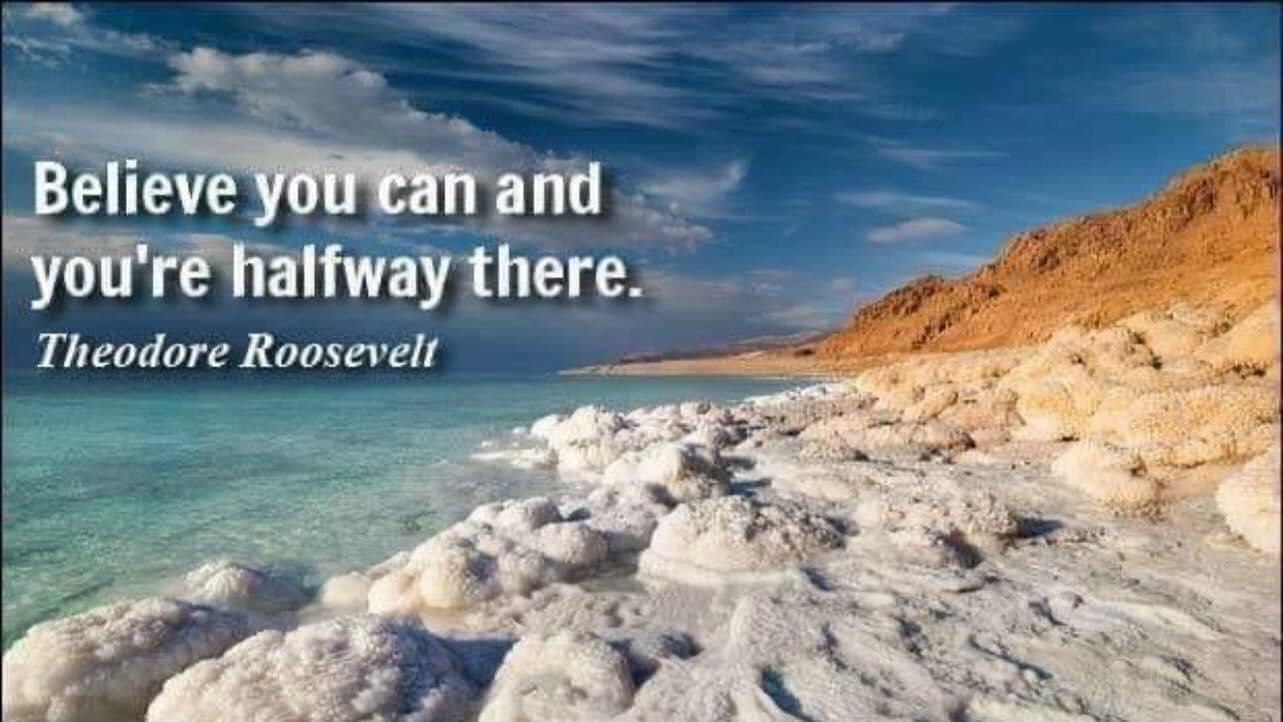 Believe you can and
you're halfway there.
Theodore Roosevelt